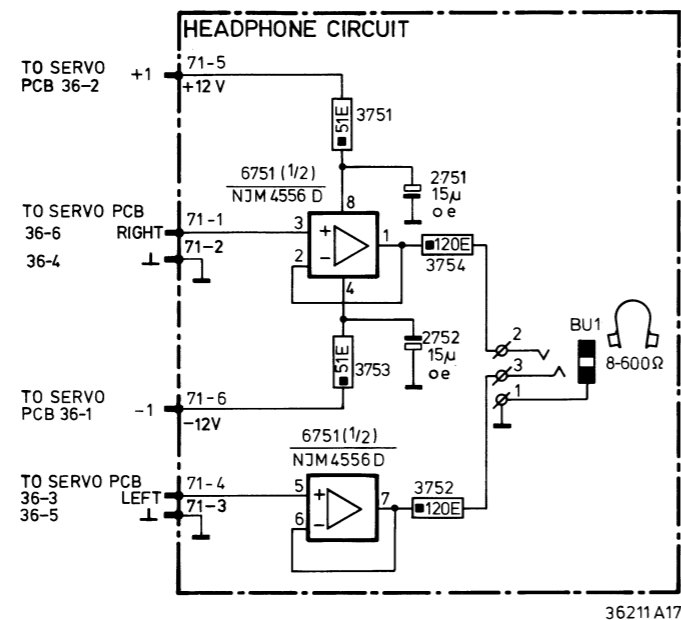 HEADPHONE CIRCUIT
TO SERVO
PCB 36-2
+1
71-5
+12 V
51E
3751
6751 (1/2)
NJM 4556 D
2751
15µ
o e
8
TO SERVO PCB
36-6 RIGHT
36-4
71-1
71-2
3
+
2
−
1
4
120E
3754
2752
15µ
o e
51E
3753
2
3
1
BU1
8-600Ω
TO SERVO
PCB 36-1
-1
71-6
-12V
6751 (1/2)
NJM 4556 D
TO SERVO PCB
36-3 LEFT
36-5
71-4
71-3
5
+
6
−
7
3752
120E
36211 A17